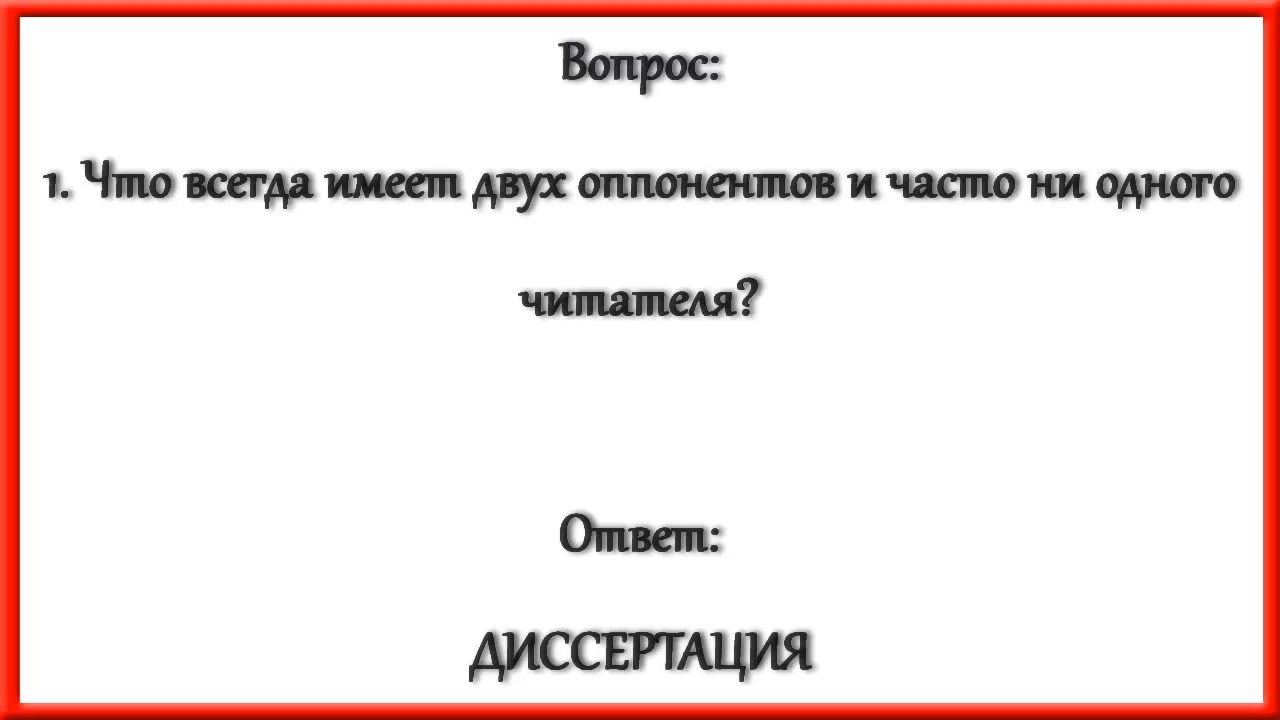 Вопрос:
1. Что всегда имеет двух оппонентов и часто ни одного
читателя?
Ответ:
ДИССЕРТАЦИЯ